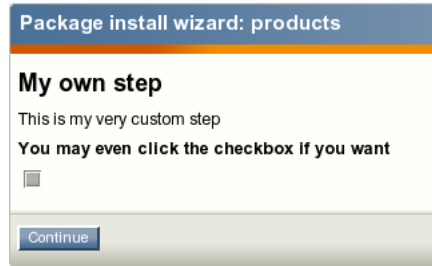 Package install wizard: products
My own step
This is my very custom step
You may even click the checkbox if you want
Continue